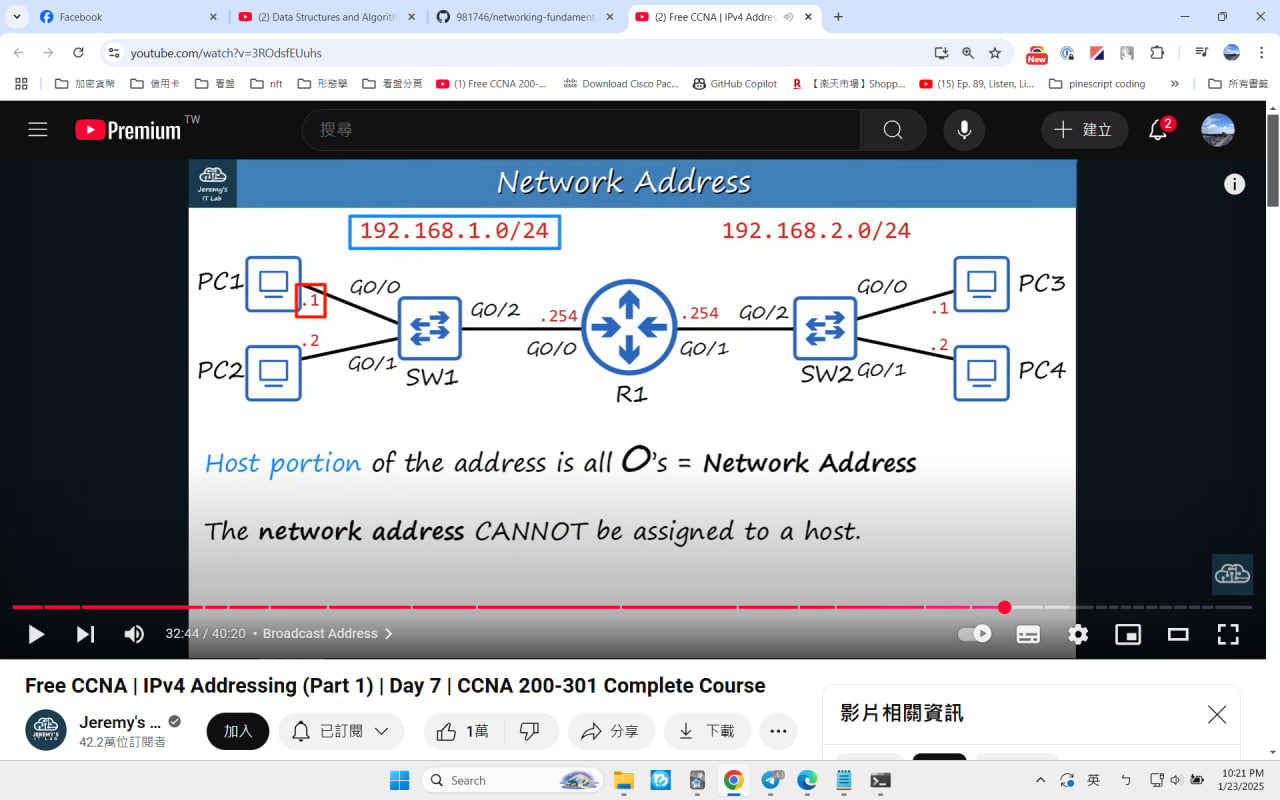 Facebook
(2) Data Structures and Algorith
981746/networking-fundament
(2) Free CCNA | IPv4 Addres
youtube.com/watch?v=3ROdsfEUuhs
New
加密貨幣
信用卡
看盤
nft
形態學
看盤分頁
(1) Free CCNA 200-...
Download Cisco Pac...
GitHub Copilot
R
【楽天市場】Shopp...
(15) Ep. 89, Listen, Li...
pinescript coding
所有書籤
Premium
TW
搜尋
建立
2
Jeremy's
IT Lab
Network Address
192.168.1.0/24
192.168.2.0/24
PC1
.1
G0/0
G0/2
.254
.254
G0/2
G0/0
.1
PC3
PC2
.2
G0/1
SW1
G0/0
R1
G0/1
SW2
G0/1
.2
PC4
Host portion of the address is all 0's = Network Address
The network address CANNOT be assigned to a host.
32:44 / 40:20 • Broadcast Address
Free CCNA | IPv4 Addressing (Part 1) | Day 7 | CCNA 200-301 Complete Course
JEREMY'S
Jeremy's ...
42.2萬位訂閱者
加入
已訂閱
1萬
分享
下載
影片相關資訊
Search
英
ㄅ
10:21 PM
1/23/2025